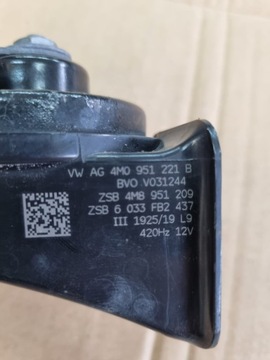 VW AG 4M0 951 221 B
BVO V031244
ZSB 4M8 951 209
ZSB 6 033 FB2 437
III 1925/19 L9
420Hz 12V